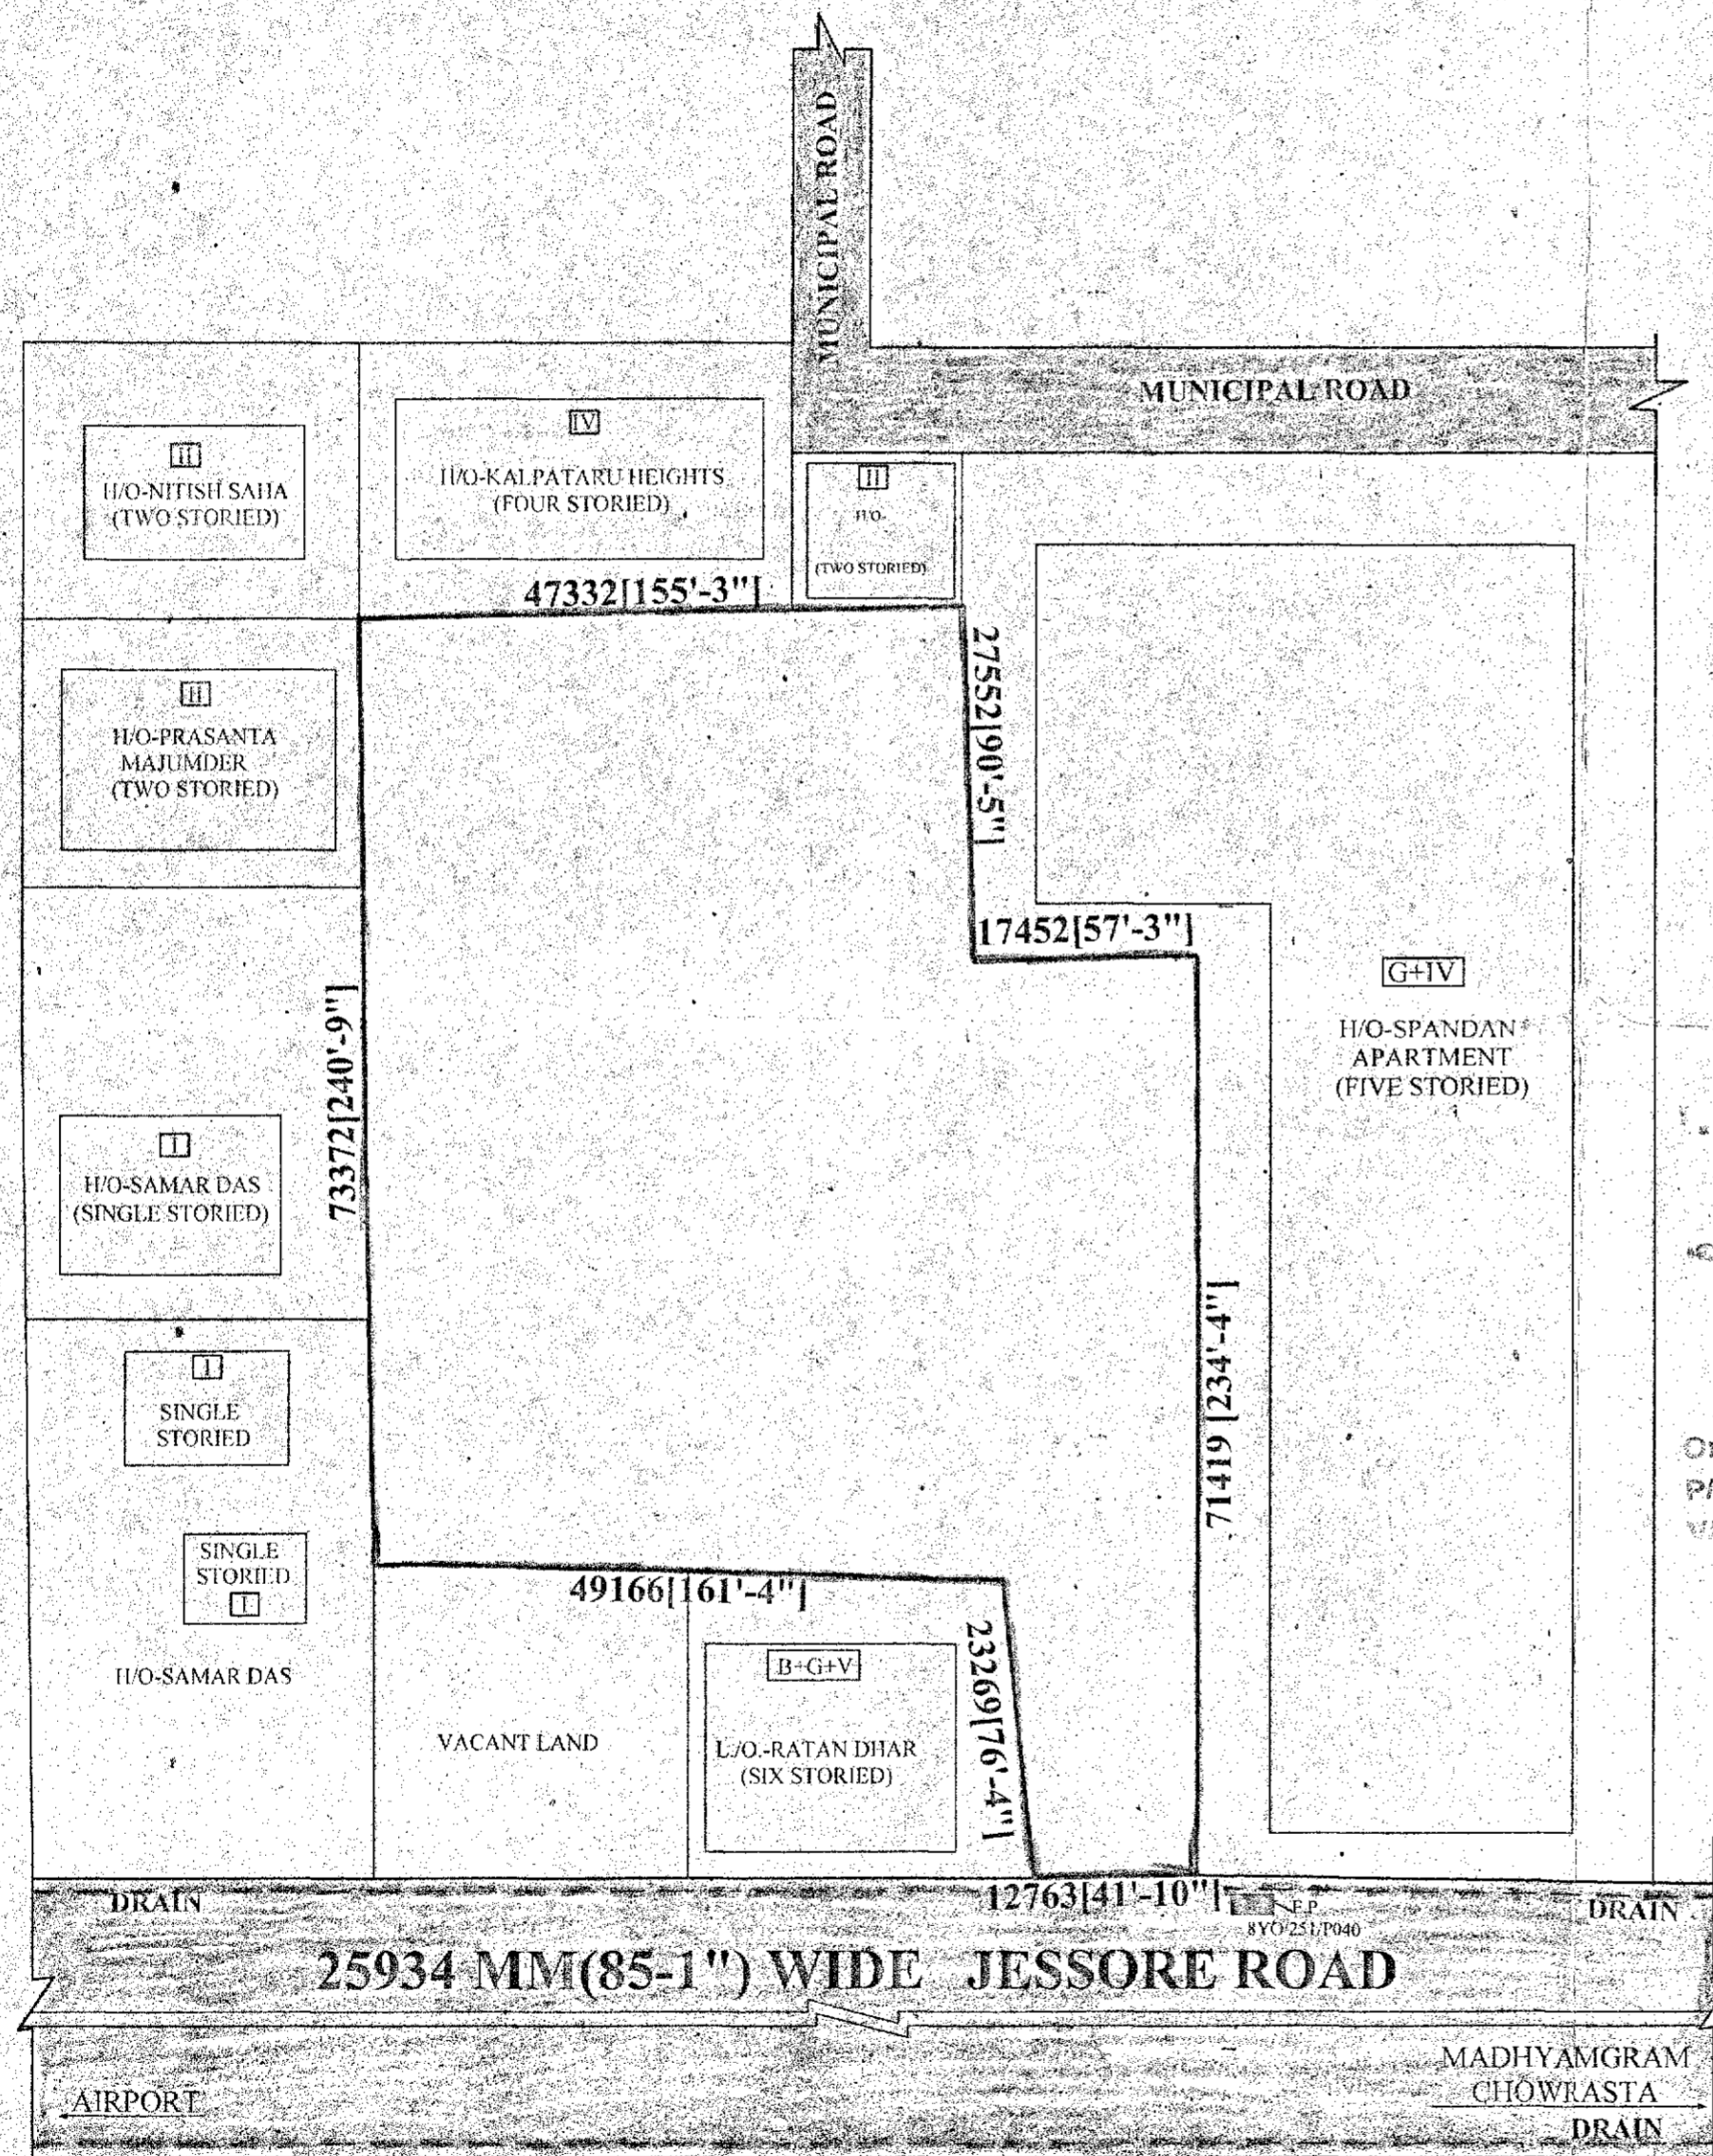 MUNICIPAL ROAD
MUNICIPAL ROAD
II
H/O-NITISH SAHA
(TWO STORIED)
IV
H/O-KALPATARU HEIGHTS
(FOUR STORIED)
II
H/O-
(TWO STORIED)
47332[155'-3"]
27552[90'-5"]
II
H/O-PRASANTA
MAJUMDER
(TWO STORIED)
17452[57'-3"]
G+IV
H/O-SPANDAN
APARTMENT
(FIVE STORIED)
73372[240'-9"]
I
H/O-SAMAR DAS
(SINGLE STORIED)
71419 [234'-4"]
I
SINGLE
STORIED
SINGLE
STORIED
I
H/O-SAMAR DAS
49166[161'-4"]
23269[76'-4"]
VACANT LAND
B+G+V
L/O.-RATAN DHAR
(SIX STORIED)
DRAIN
12763[41'-10"]
E.P
DRAIN
25934 MM(85-1") WIDE JESSORE ROAD
AIRPORT
MADHYAMGRAM
CHOWRASTA
DRAIN